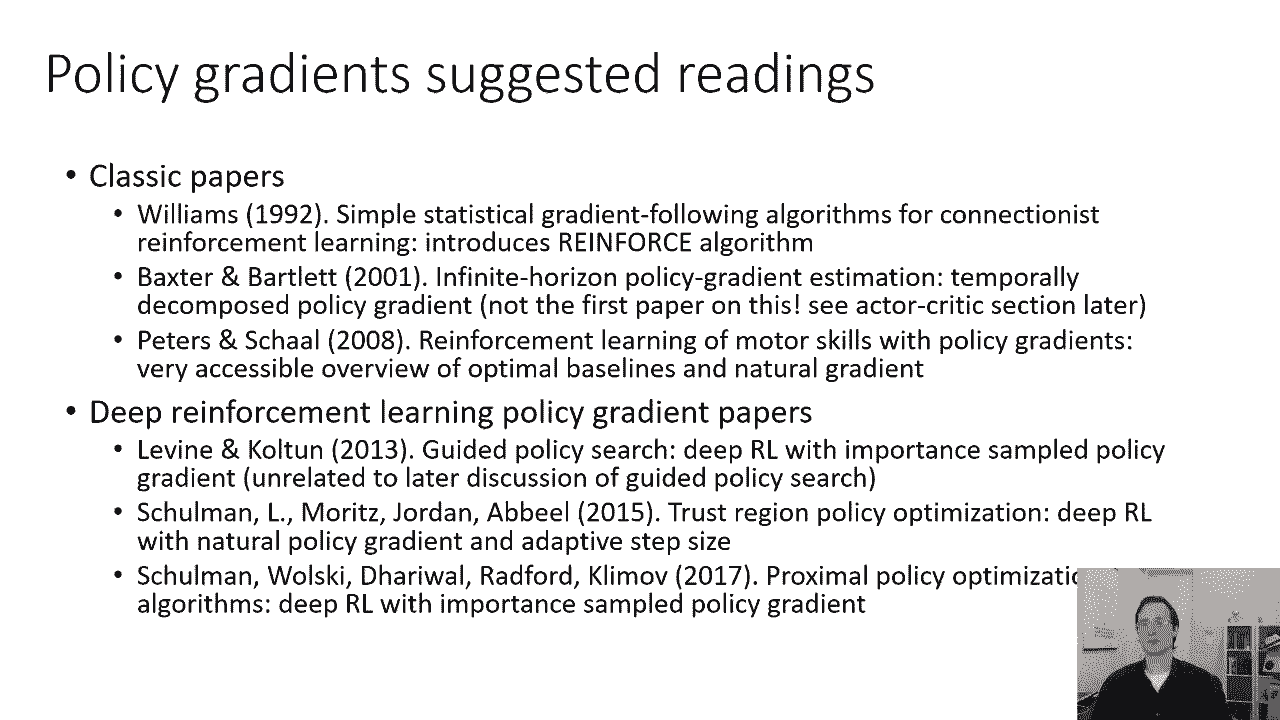 Policy gradients suggested readings
• Classic papers
• Williams (1992). Simple statistical gradient-following algorithms for connectionist
reinforcement learning: introduces REINFORCE algorithm
• Baxter & Bartlett (2001). Infinite-horizon policy-gradient estimation: temporally
decomposed policy gradient (not the first paper on this! see actor-critic section later)
• Peters & Schaal (2008). Reinforcement learning of motor skills with policy gradients:
very accessible overview of optimal baselines and natural gradient
• Deep reinforcement learning policy gradient papers
• Levine & Koltun (2013). Guided policy search: deep RL with importance sampled policy
gradient (unrelated to later discussion of guided policy search)
• Schulman, L., Moritz, Jordan, Abbeel (2015). Trust region policy optimization: deep RL
with natural policy gradient and adaptive step size
• Schulman, Wolski, Dhariwal, Radford, Klimov (2017). Proximal policy
algorithms: deep RL with importance sampled policy gradient